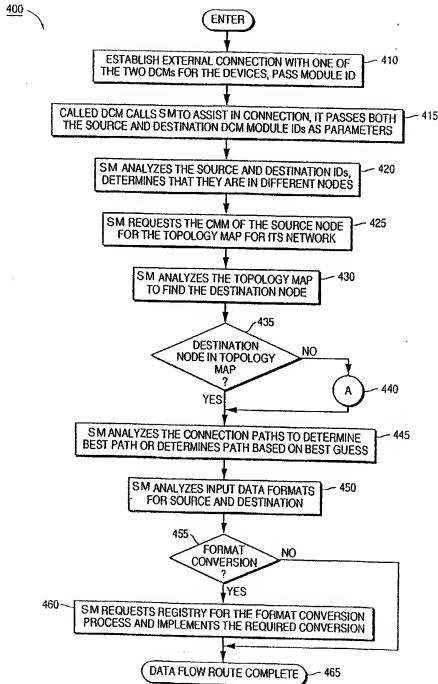 400
ENTER
ESTABLISH EXTERNAL CONNECTION WITH ONE OF
THE TWO DCMs FOR THE DEVICES, PASS MODULE ID
410
CALLED DCM CALLS SM TO ASSIST IN CONNECTION, IT PASSES BOTH
THE SOURCE AND DESTINATION DCM MODULE IDs AS PARAMETERS
415
SM ANALYZES THE SOURCE AND DESTINATION IDs,
DETERMINES THAT THEY ARE IN DIFFERENT NODES
420
SM REQUESTS THE CMM OF THE SOURCE NODE
FOR THE TOPOLOGY MAP FOR ITS NETWORK
425
SM ANALYZES THE TOPOLOGY MAP
TO FIND THE DESTINATION NODE
430
435
DESTINATION
NODE IN TOPOLOGY
MAP
?
NO
YES
A
440
SM ANALYZES THE CONNECTION PATHS TO DETERMINE
BEST PATH OR DETERMINES PATH BASED ON BEST GUESS
445
SM ANALYZES INPUT DATA FORMATS
FOR SOURCE AND DESTINATION
450
455
FORMAT
CONVERSION
?
NO
YES
460
SM REQUESTS REGISTRY FOR THE FORMAT CONVERSION
PROCESS AND IMPLEMENTS THE REQUIRED CONVERSION
DATA FLOW ROUTE COMPLETE
465